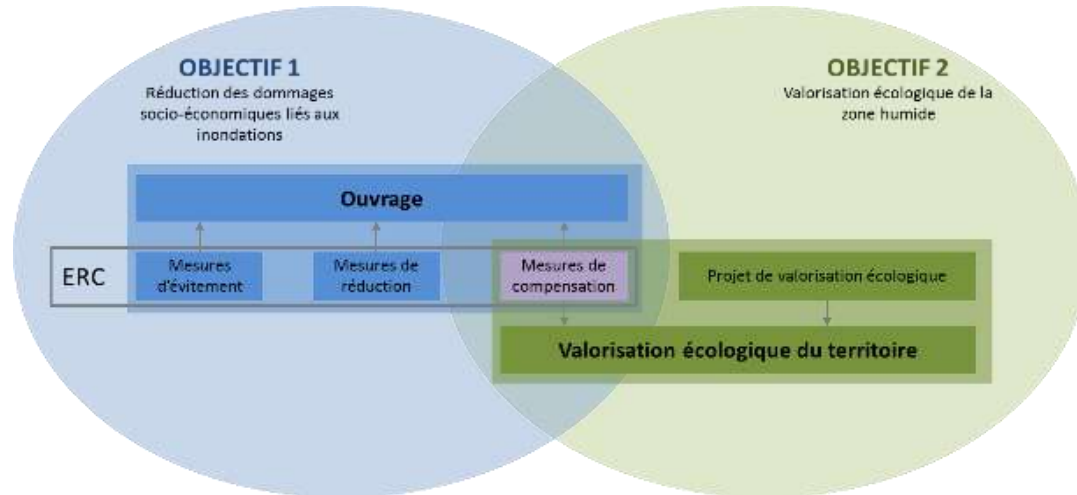 OBJECTIF 1
Réduction des dommages
socio-économiques liés aux
inondations
OBJECTIF 2
Valorisation écologique de la
zone humide
Ouvrage
ERC
Mesures
d'évitement
Mesures de
réduction
Mesures de
compensation
Projet de valorisation écologique
Valorisation écologique du territoire